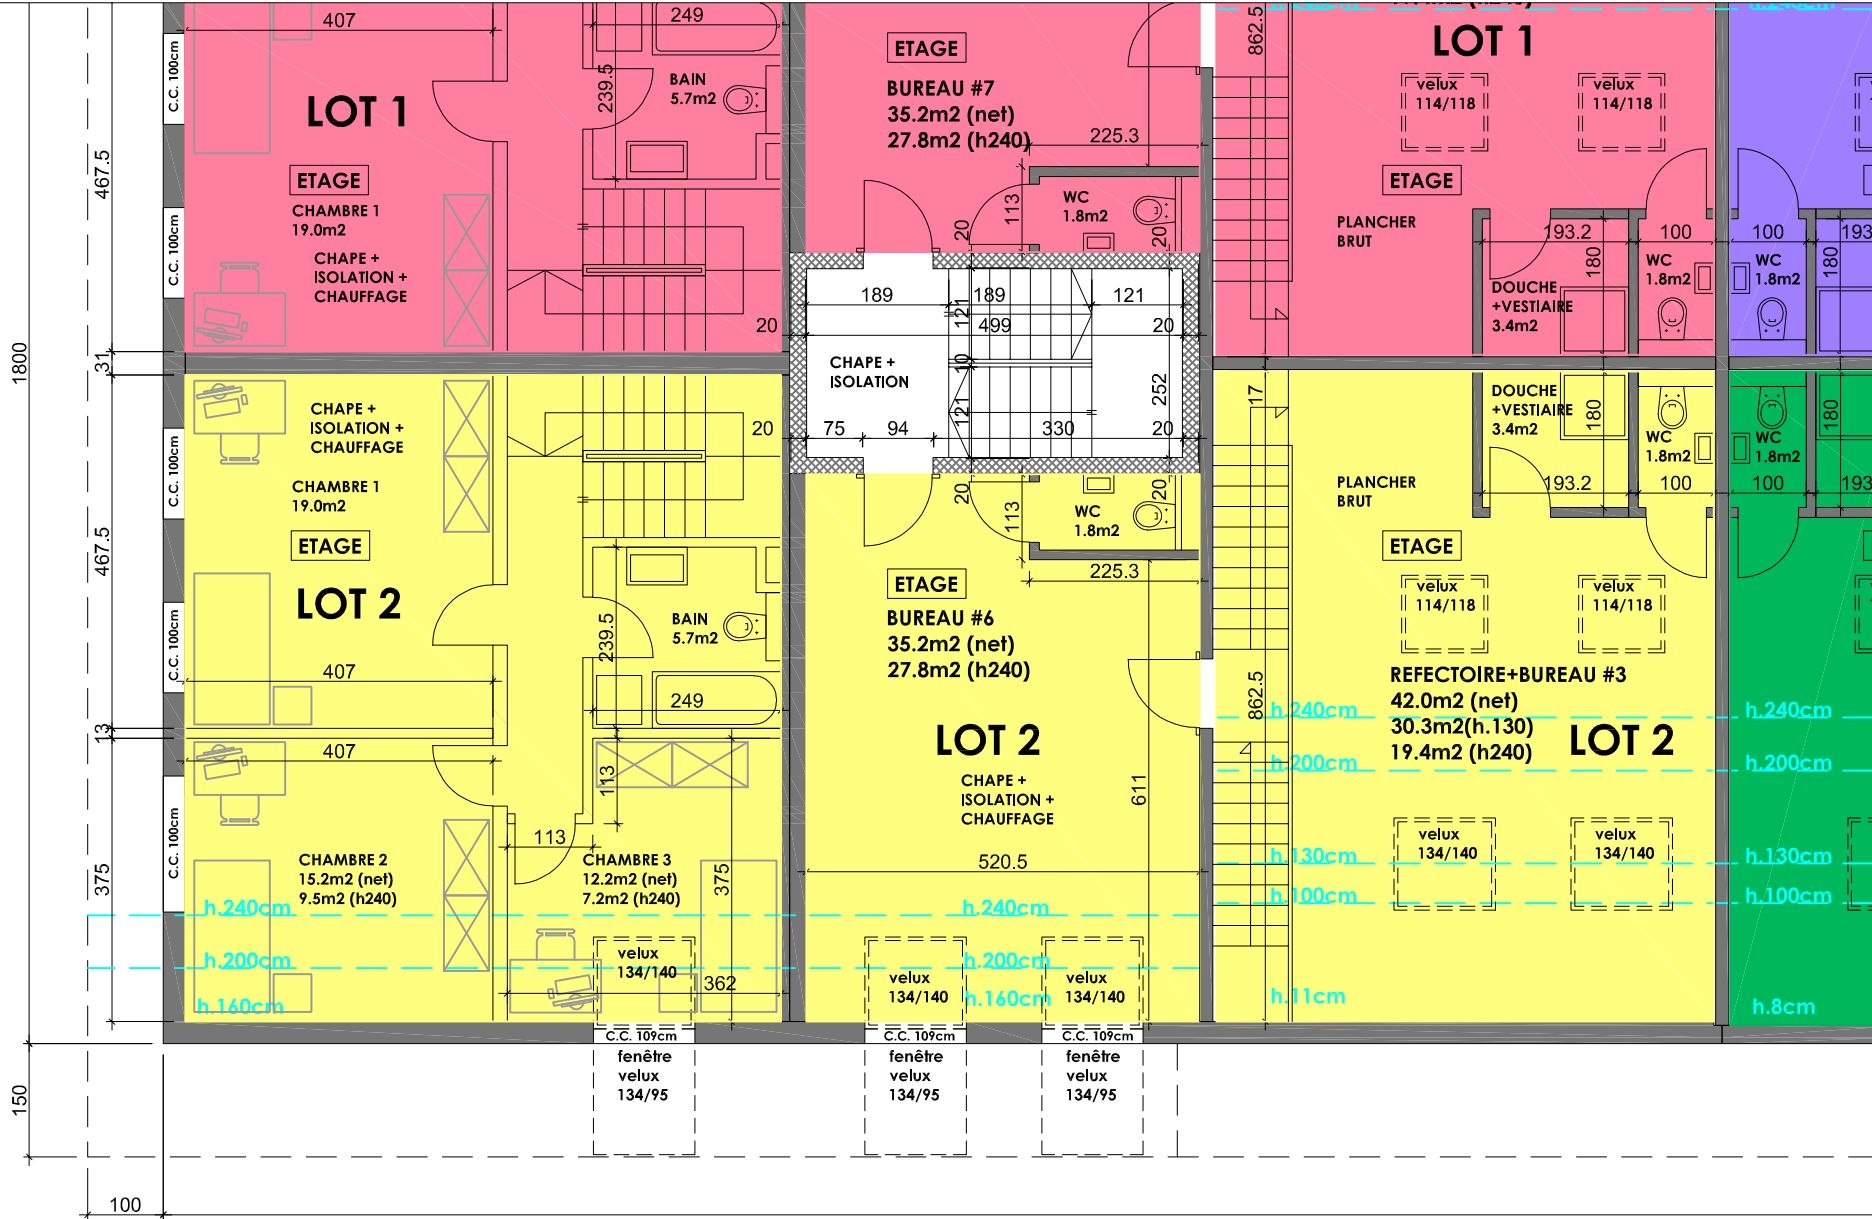 407
249
C.C. 100cm
LOT 1
239.5
BAIN
5.7m2
ETAGE
BUREAU #7
35.2m2 (net)
27.8m2 (h240)
225.3
862.5
LOT 1
velux
114/118
velux
114/118
467.5
ETAGE
CHAMBRE 1
19.0m2
CHAPE +
ISOLATION +
CHAUFFAGE
C.C. 100cm
113
WC
1.8m2
20
20
ETAGE
PLANCHER
BRUT
193.2
100
100
193
180
180
WC
1.8m2
WC
1.8m2
DOUCHE
+VESTIAIRE
3.4m2
1800
31
20
189
189
121
121
499
20
CHAPE +
ISOLATION
10
121
252
75
94
330
20
17
CHAPE +
ISOLATION +
CHAUFFAGE
20
DOUCHE
+VESTIAIRE
3.4m2
180
180
WC
1.8m2
WC
1.8m2
C.C. 100cm
CHAMBRE 1
19.0m2
ETAGE
LOT 2
467.5
20
113
20
WC
1.8m2
225.3
PLANCHER
BRUT
193.2
100
100
193
ETAGE
velux
114/118
velux
114/118
C.C. 100cm
239.5
BAIN
5.7m2
407
249
ETAGE
BUREAU #6
35.2m2 (net)
27.8m2 (h240)
862.5
REFECTOIRE+BUREAU #3
42.0m2 (net)
30.3m2(h.130)
19.4m2 (h240)
LOT 2
h.240cm
h.240cm
h.200cm
h.200cm
13
407
113
LOT 2
CHAPE +
ISOLATION +
CHAUFFAGE
611
C.C. 100cm
113
375
CHAMBRE 2
15.2m2 (net)
9.5m2 (h240)
CHAMBRE 3
12.2m2 (net)
7.2m2 (h240)
375
520.5
velux
134/140
velux
134/140
h.130cm
h.130cm
h.100cm
h.100cm
h.240cm
h.240cm
h.200cm
h.200cm
velux
134/140
362
velux
134/140
velux
134/140
h.160cm
h.160cm
h.11cm
h.8cm
C.C. 109cm
C.C. 109cm
C.C. 109cm
fenêtre
velux
134/95
fenêtre
velux
134/95
fenêtre
velux
134/95
150
100